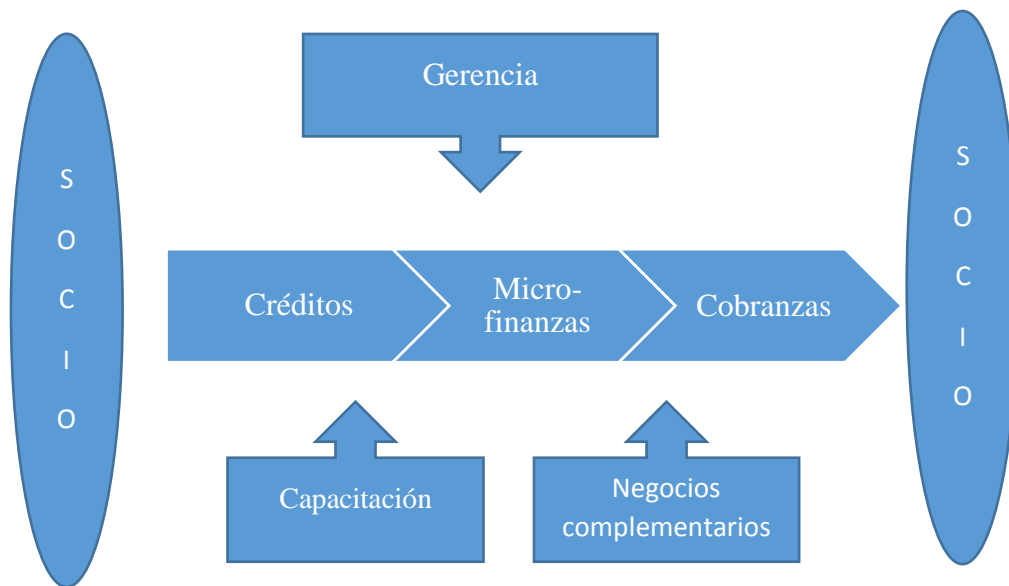 S
O
C
I
O
Gerencia
Créditos
Micro-
finanzas
Cobranzas
Capacitación
Negocios
complementarios
S
O
C
I
O